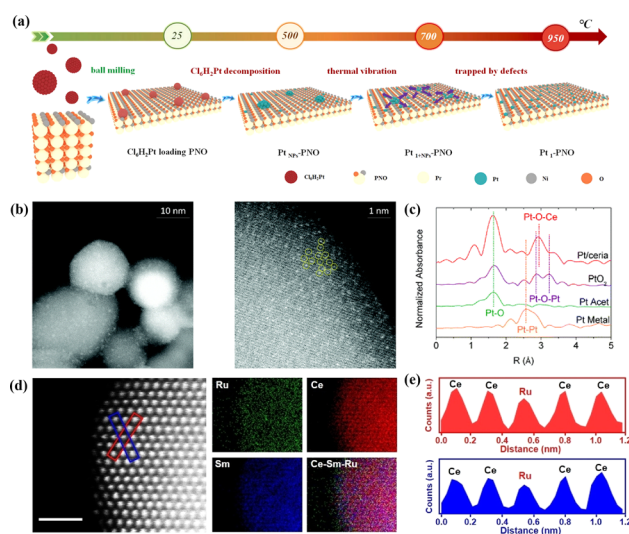 (a)
°C
25
500
700
950
ball milling
Cl₆H₂Pt decomposition
thermal vibration
trapped by defects
Cl₆H₂Pt loading PNO
Pt NPs-PNO
Pt 1+NPs-PNO
Pt 1-PNO
Cl₆H₂Pt
PNO
Pr
Pt
Ni
O
(b)
10 nm
1 nm
(c)
Normalized Absorbance
Pt-O-Ce
Pt/ceria
PtO₂
Pt-O-Pt
Pt Acet
Pt-O
Pt-Pt
Pt Metal
0 1 2 3 4 5
R (Å)
(d)
Ru
Ce
Sm
Ce-Sm-Ru
(e)
Counts (a.u.)
Ce Ce Ru Ce Ce
0.0 0.2 0.4 0.6 0.8 1.0 1.2
Distance (nm)
Counts (a.u.)
Ce Ce Ru Ce Ce
0.0 0.2 0.4 0.6 0.8 1.0 1.2
Distance (nm)